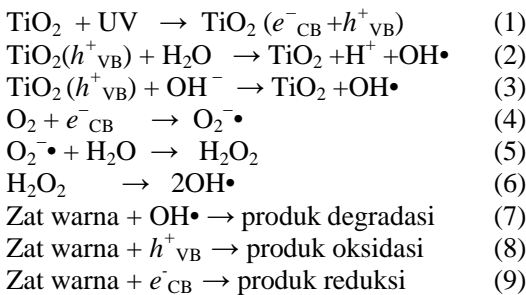 TiO₂ + UV → TiO₂ (e⁻CB +h⁺VB) (1)
TiO₂(h⁺VB) + H₂O → TiO₂ +H⁺ +OH• (2)
TiO₂ (h⁺VB) + OH⁻ → TiO₂ +OH• (3)
O₂ + e⁻CB → O₂⁻• (4)
O₂⁻• + H₂O → H₂O₂ (5)
H₂O₂ → 2OH• (6)
Zat warna + OH• → produk degradasi (7)
Zat warna + h⁺VB → produk oksidasi (8)
Zat warna + e⁻CB → produk reduksi (9)